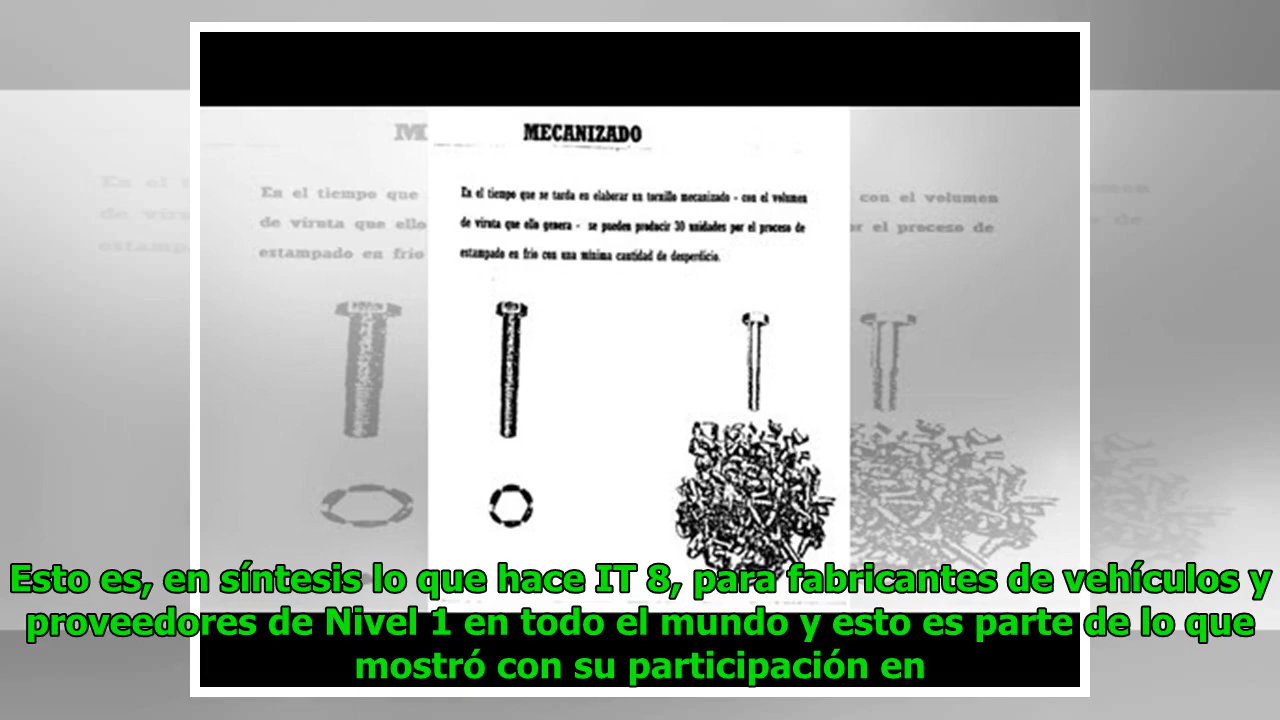 MECANIZADO
En el tiempo que se tarda en elaborar un tornillo mecanizado - con el volumen
de viruta que ello genera - se pueden producir 30 unidades por el proceso de
estampado en frio con una mínima cantidad de desperdicio.
Esto es, en síntesis lo que hace IT 8, para fabricantes de vehículos y
proveedores de Nivel 1 en todo el mundo y esto es parte de lo que
mostró con su participación en